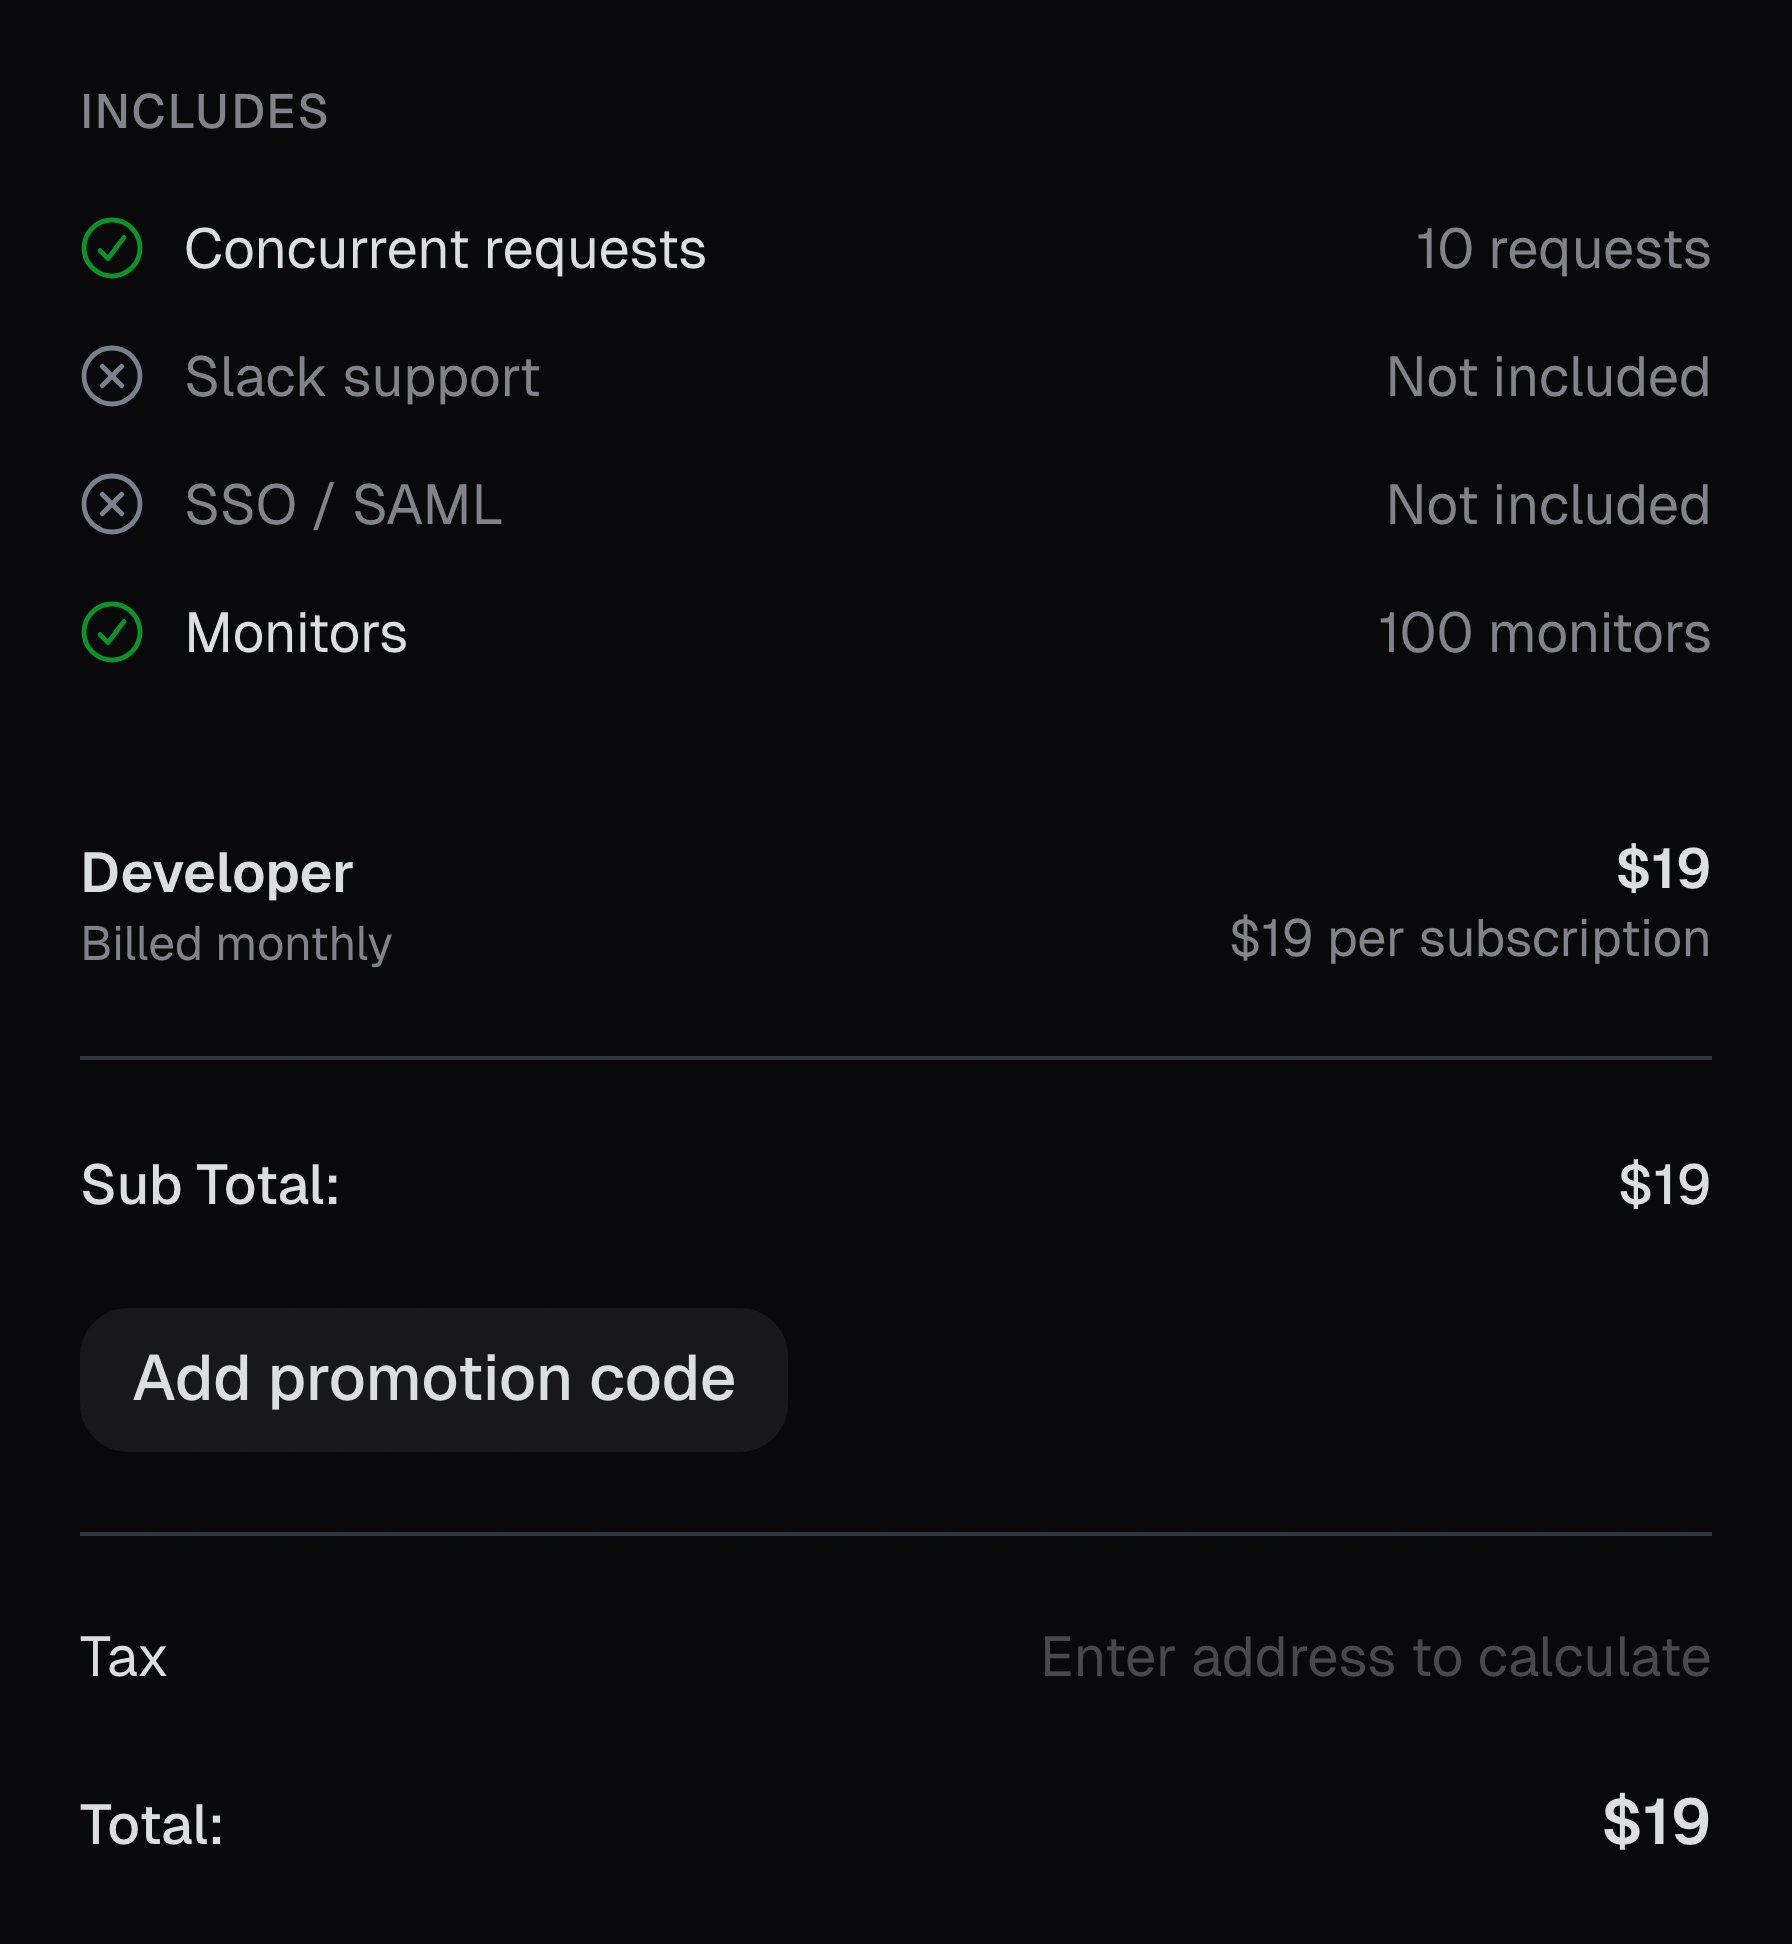 INCLUDES
Concurrent requests 10 requests
Slack support Not included
SSO / SAML Not included
Monitors 100 monitors
Developer $19
Billed monthly $19 per subscription
Sub Total: $19
Add promotion code
Tax Enter address to calculate
Total: $19